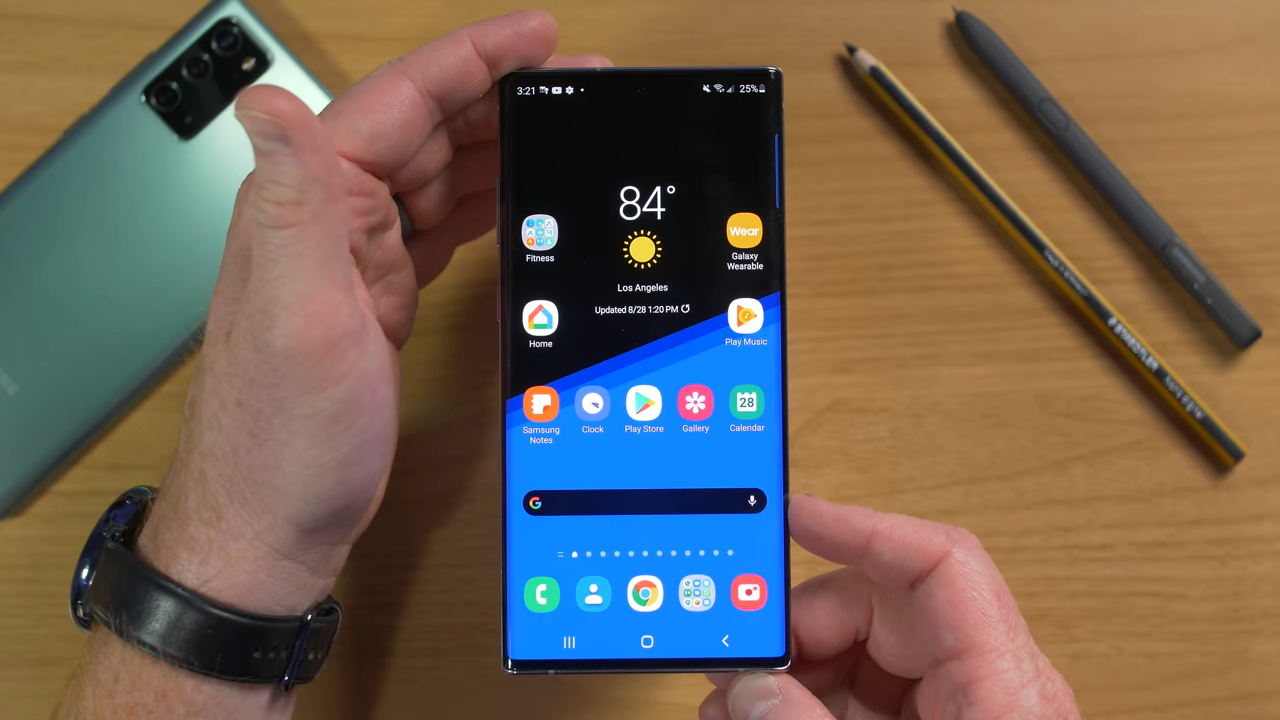 3:21
25%
84°
Wear
Fitness
Galaxy
Wearable
Los Angeles
Updated 8/28 1:20 PM
Home
Play Music
28
Samsung
Notes
Clock
Play Store
Gallery
Calendar
G
STAEDTLER